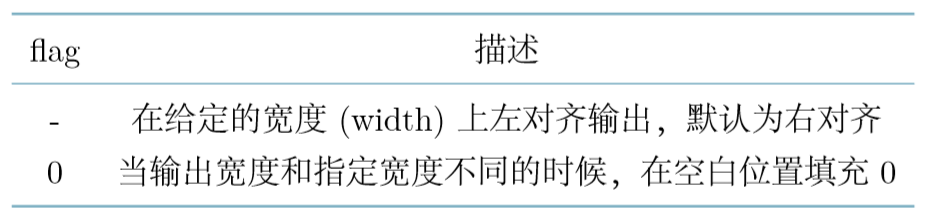 flag 描述
- 在给定的宽度 (width) 上左对齐输出，默认为右对齐
0 当输出宽度和指定宽度不同的时候，在空白位置填充 0